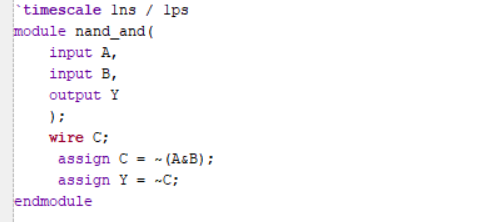 `timescale 1ns / 1ps
module nand_and(
input A,
input B,
output Y
);
wire C;
assign C = ~(A&B);
assign Y = ~C;
endmodule